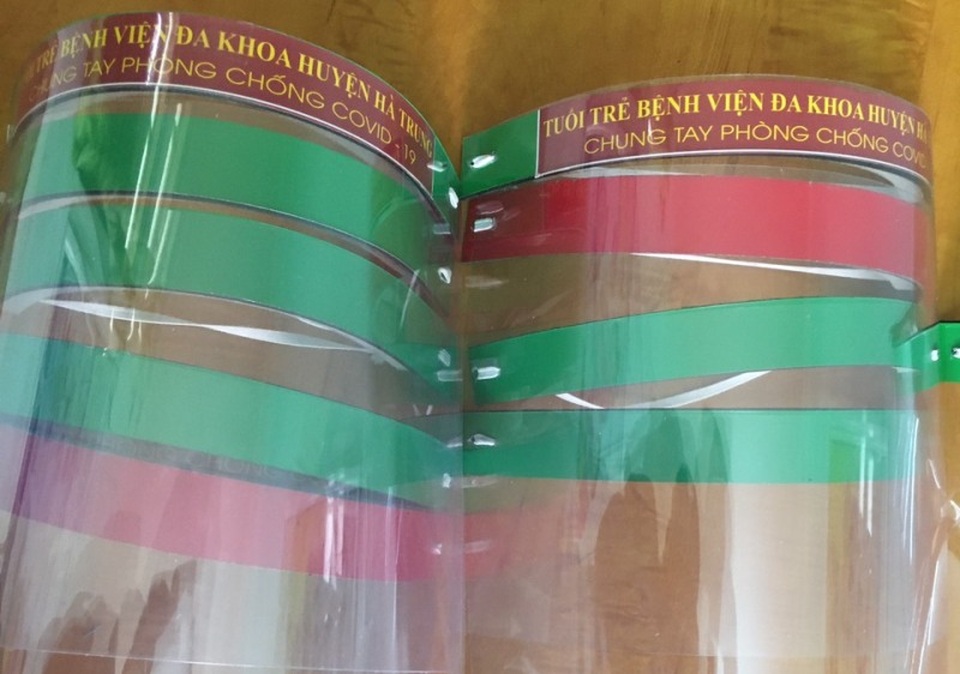 TRẺ BỆNH VIỆN ĐA KHOA HUYỆN HÀ TRUNG
CHUNG TAY PHÒNG CHỐNG COVID - 19
TUỔI TRẺ BỆNH VIỆN ĐA KHOA HUYỆN HÀ
CHUNG TAY PHÒNG CHỐNG COVID